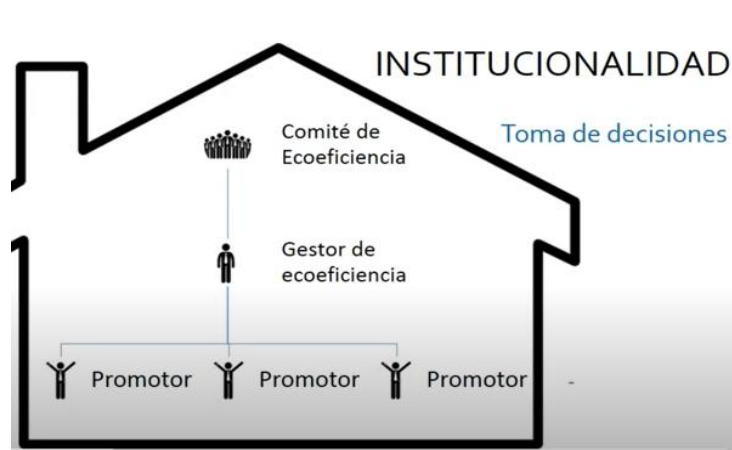 INSTITUCIONALIDAD
Toma de decisiones
Comité de
Ecoeficiencia
Gestor de
ecoeficiencia
Promotor Promotor Promotor -